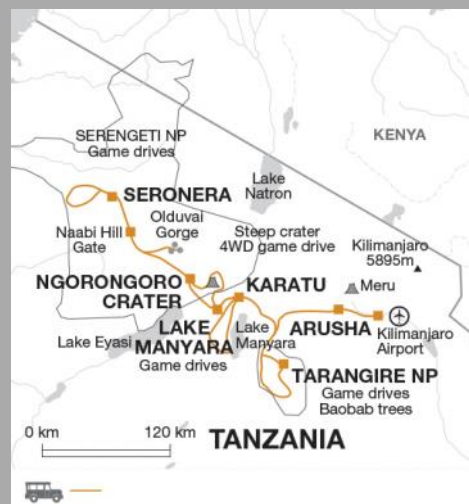 KENYA
SERENGETI NP
Game drives
SERONERA
Lake
Natron
Naabi Hill
Gate
Olduvai
Gorge
Steep crater
4WD game drive
Kilimanjaro
5895m
NGORONGORO
CRATER
KARATU
Meru
Lake Eyasi
LAKE
MANYARA
Game drives
Lake
Manyara
ARUSHA
Kilimanjaro
Airport
TARANGIRE NP
Game drives
Baobab trees
0 km
120 km
TANZANIA